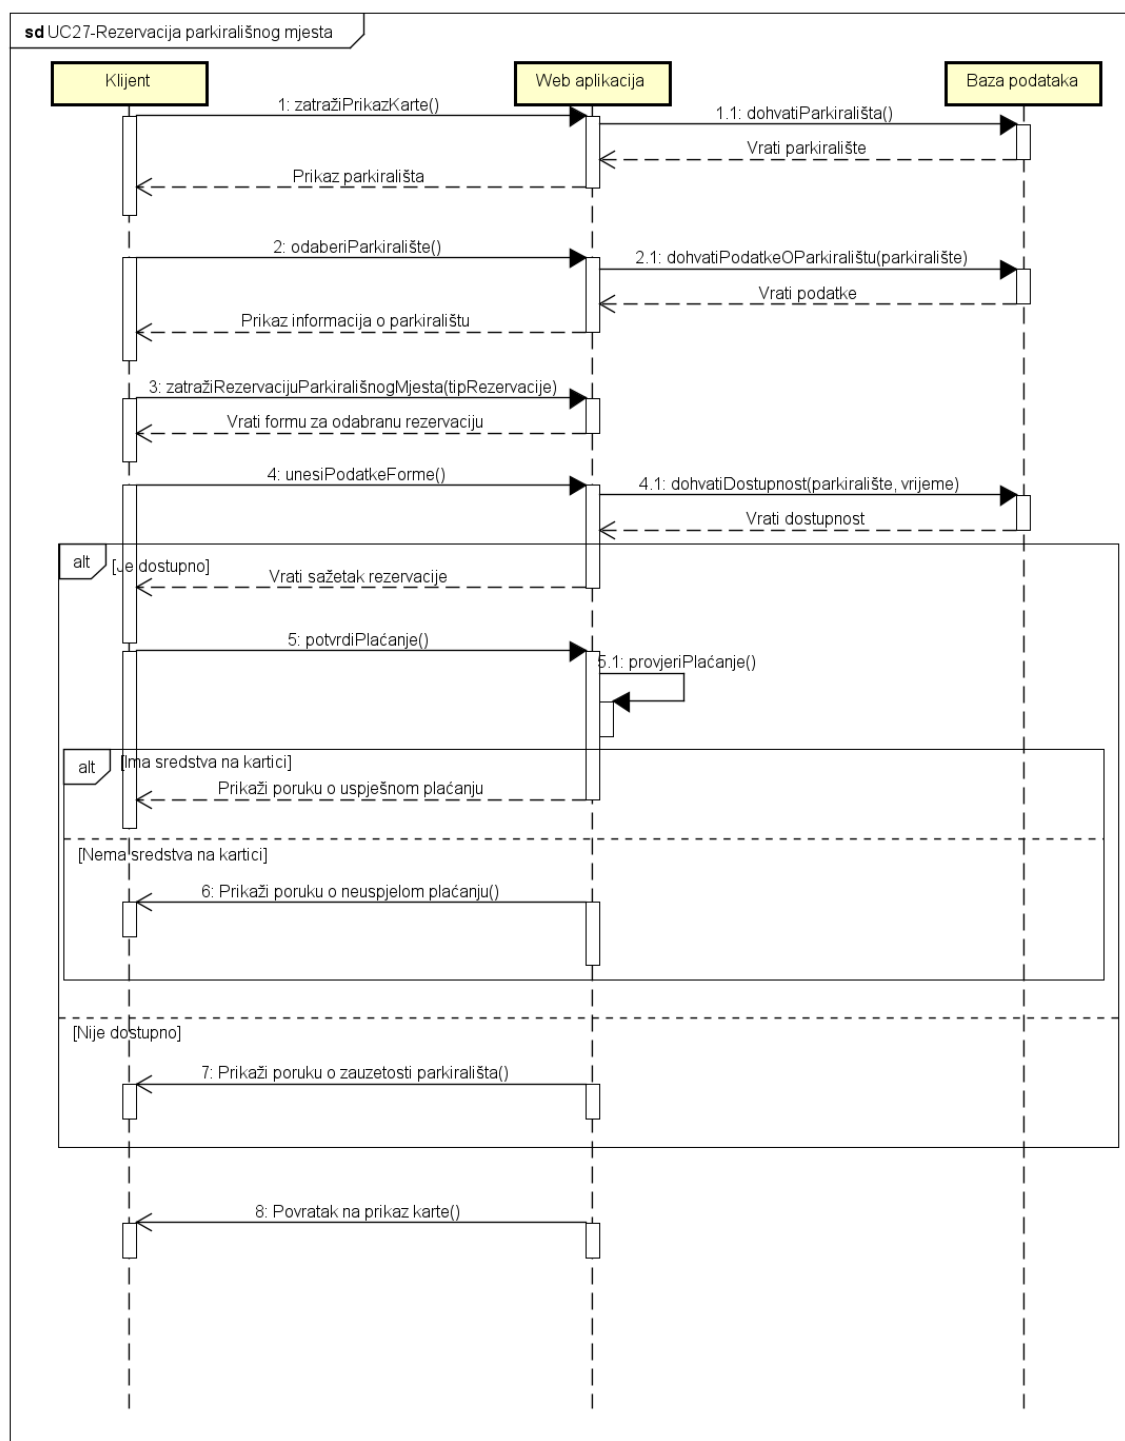 sd UC27-Rezervacija parkirališnog mjesta
Klijent
Web aplikacija
Baza podataka
1: zatražiPrikazKarte()
1.1: dohvatiParkirališta()
Vrati parkiralište
Prikaz parkirališta
2: odaberiParkiralište()
2.1: dohvatiPodatkeOParkiralištu(parkiralište)
Vrati podatke
Prikaz informacija o parkiralištu
3: zatražiRezervacijuParkirališnogMjesta(tipRezervacije)
Vrati formu za odabranu rezervaciju
4: unesiPodatkeForme()
4.1: dohvatiDostupnost(parkiralište, vrijeme)
Vrati dostupnost
alt
[Je dostupno]
Vrati sažetak rezervacije
5: potvrdiPlaćanje()
5.1: provjeriPlaćanje()
alt
[Ima sredstva na kartici]
Prikaži poruku o uspješnom plaćanju
[Nema sredstva na kartici]
6: Prikaži poruku o neuspjelom plaćanju()
[Nije dostupno]
7: Prikaži poruku o zauzetosti parkirališta()
8: Povratak na prikaz karte()